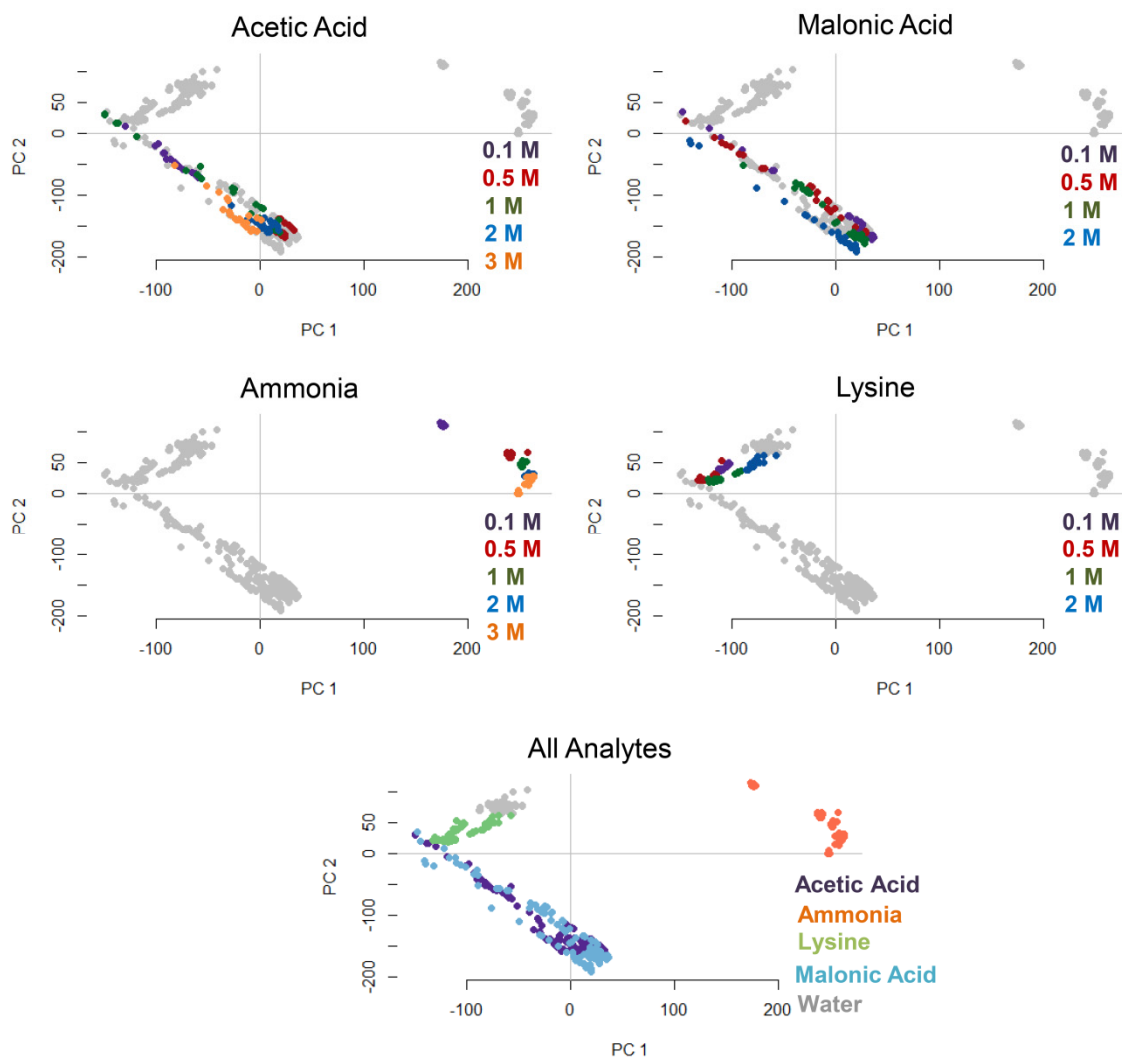 Acetic Acid
Malonic Acid
50
0
-100
-200
PC 2
-100
0
100
200
PC 1
0.1 M
0.5 M
1 M
2 M
3 M
50
0
-100
-200
PC 2
-100
0
100
200
PC 1
0.1 M
0.5 M
1 M
2 M
Ammonia
Lysine
50
0
-100
-200
PC 2
-100
0
100
200
PC 1
0.1 M
0.5 M
1 M
2 M
3 M
50
0
-100
-200
PC 2
-100
0
100
200
PC 1
0.1 M
0.5 M
1 M
2 M
All Analytes
50
0
-100
-200
PC 2
-100
0
100
200
PC 1
Acetic Acid
Ammonia
Lysine
Malonic Acid
Water